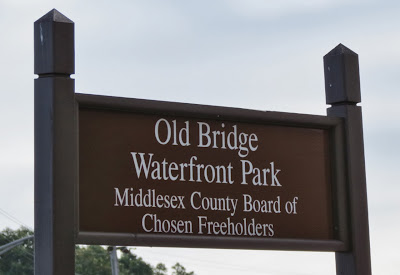 Old Bridge
Waterfront Park
Middlesex County Board of
Chosen Freeholders